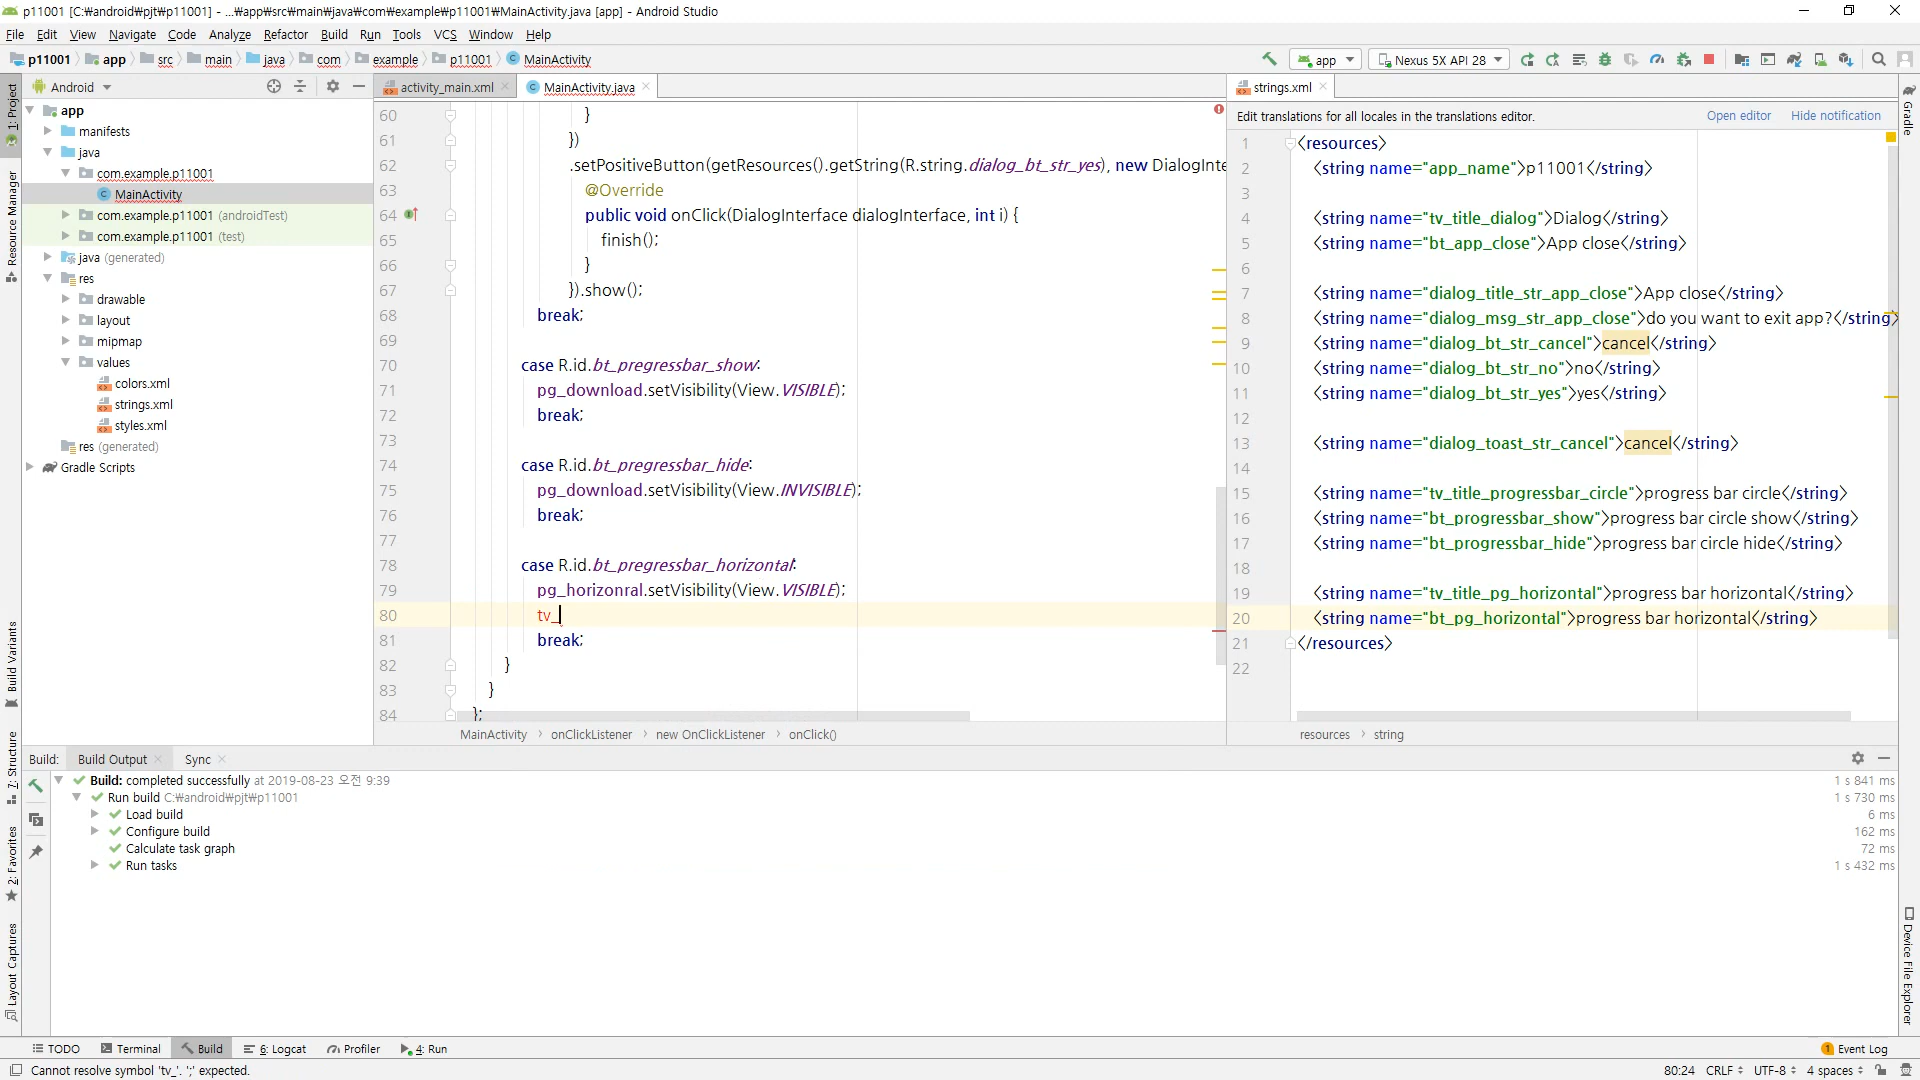 p11001 [C:₩android₩pjt₩p11001] - ...₩app₩src₩main₩java₩com₩example₩p11001₩MainActivity.java [app] - Android Studio
File Edit View Navigate Code Analyze Refactor Build Run Tools VCS Window Help
p11001 app src main java com example p11001 MainActivity
app Nexus 5X API 28
1: Project
Resource Manager
Build Variants
7: Structure
2: Favorites
Layout Captures
Android
app
manifests
java
com.example.p11001
MainActivity
com.example.p11001 (androidTest)
com.example.p11001 (test)
java (generated)
res
drawable
layout
mipmap
values
colors.xml
strings.xml
styles.xml
res (generated)
Gradle Scripts
activity_main.xml MainActivity.java
60 }
61 })
62 .setPositiveButton(getResources().getString(R.string.dialog_bt_str_yes), new DialogInte
63 @Override
64 public void onClick(DialogInterface dialogInterface, int i) {
65 finish();
66 }
67 }).show();
68 break;
69
70 case R.id.bt_pregressbar_show:
71 pg_download.setVisibility(View.VISIBLE);
72 break;
73
74 case R.id.bt_pregressbar_hide:
75 pg_download.setVisibility(View.INVISIBLE);
76 break;
77
78 case R.id.bt_pregressbar_horizontal:
79 pg_horizonral.setVisibility(View.VISIBLE);
80 tv_
81 break;
82 }
83 }
84 };
MainActivity › onClickListener › new OnClickListener › onClick()
strings.xml
Edit translations for all locales in the translations editor. Open editor Hide notification
1 <resources>
2 <string name="app_name">p11001</string>
3
4 <string name="tv_title_dialog">Dialog</string>
5 <string name="bt_app_close">App close</string>
6
7 <string name="dialog_title_str_app_close">App close</string>
8 <string name="dialog_msg_str_app_close">do you want to exit app?</string>
9 <string name="dialog_bt_str_cancel">cancel</string>
10 <string name="dialog_bt_str_no">no</string>
11 <string name="dialog_bt_str_yes">yes</string>
12
13 <string name="dialog_toast_str_cancel">cancel</string>
14
15 <string name="tv_title_progressbar_circle">progress bar circle</string>
16 <string name="bt_progressbar_show">progress bar circle show</string>
17 <string name="bt_progressbar_hide">progress bar circle hide</string>
18
19 <string name="tv_title_pg_horizontal">progress bar horizontal</string>
20 <string name="bt_pg_horizontal">progress bar horizontal</string>
21 </resources>
22
resources › string
Gradle
Device File Explorer
Build: Build Output Sync
Build: completed successfully at 2019-08-23 오전 9:39 1 s 841 ms
Run build C:₩android₩pjt₩p11001 1 s 730 ms
Load build 6 ms
Configure build 162 ms
Calculate task graph 72 ms
Run tasks 1 s 432 ms
TODO Terminal Build 6: Logcat Profiler 4: Run 1 Event Log
Cannot resolve symbol 'tv_'. ';' expected. 80:24 CRLF UTF-8 4 spaces